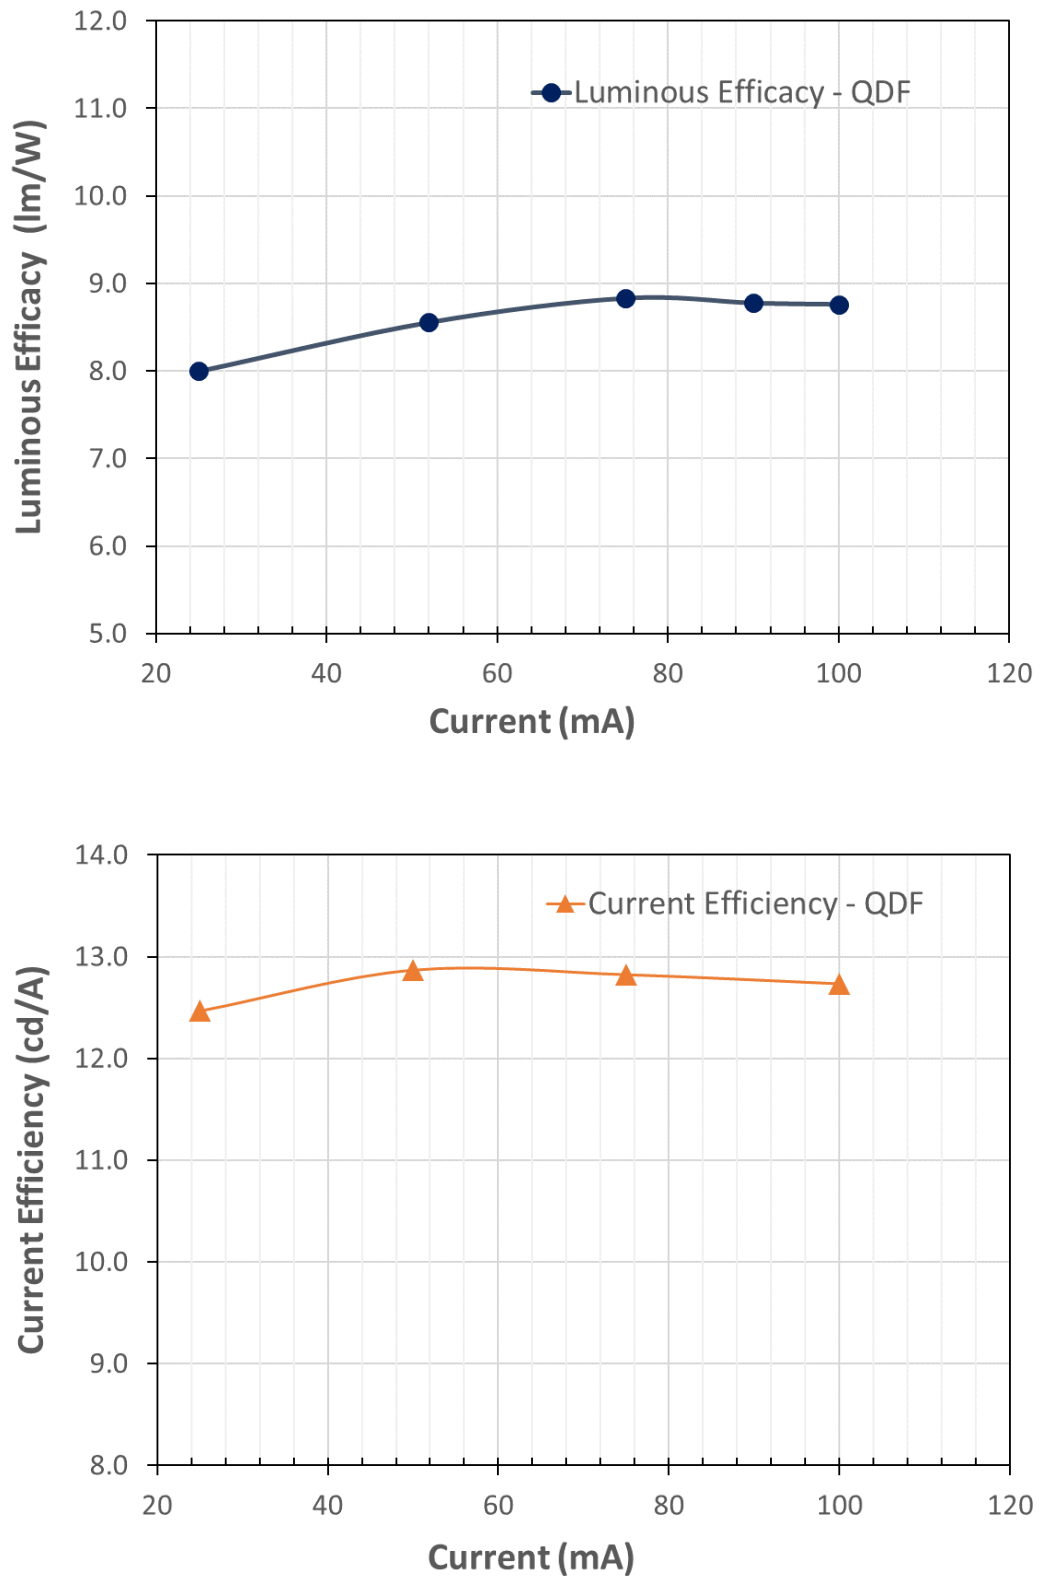 12.0
Luminous Efficacy - QDF
11.0
10.0
9.0
8.0
7.0
6.0
5.0
Luminous Efficacy (lm/W)
20 40 60 80 100 120
Current (mA)
14.0
Current Efficiency - QDF
13.0
12.0
11.0
10.0
9.0
8.0
Current Efficiency (cd/A)
20 40 60 80 100 120
Current (mA)